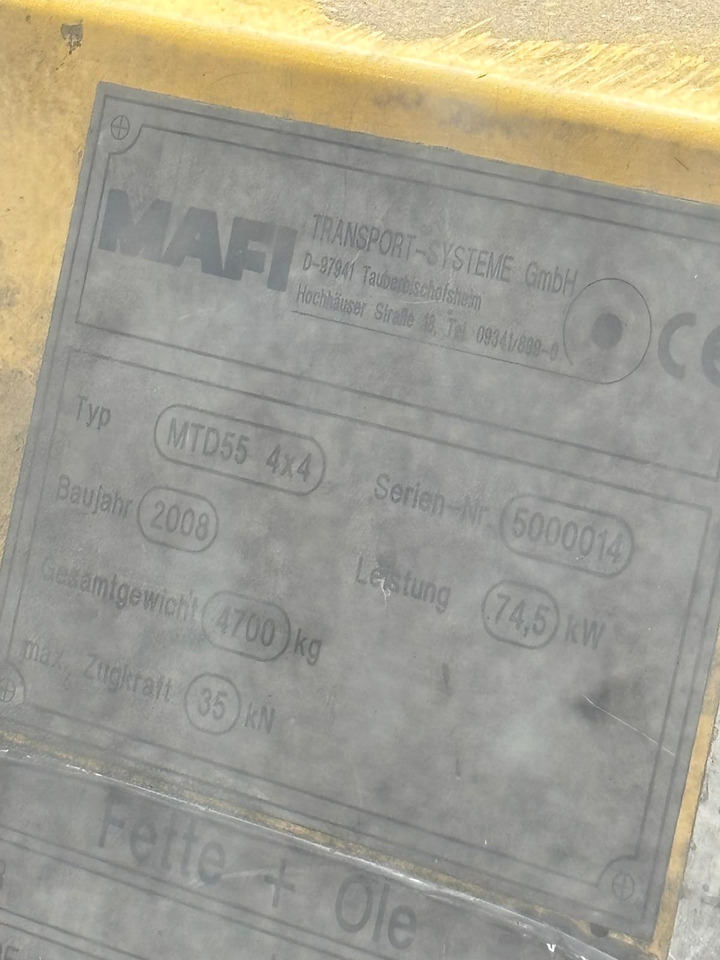 MAFI
TRANSPORT-SYSTEME GmbH
D-97941 Tauberbischofsheim
Hochhäuser Straße 18, Tel. 09341/899-0
CE
Typ MTD55 4x4
Serien-Nr. 5000014
Baujahr 2008
Leistung 74,5 kW
Gesamtgewicht 4700 kg
max. Zugkraft 35 kN
Fette + Öle